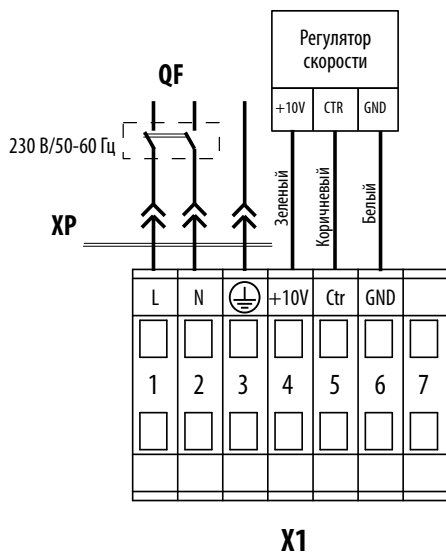 Регулятор
скорости
QF
+10V CTR GND
230 В/50-60 Гц
Зеленый
Коричневый
Белый
XP
L N +10V Ctr GND
1 2 3 4 5 6 7
X1